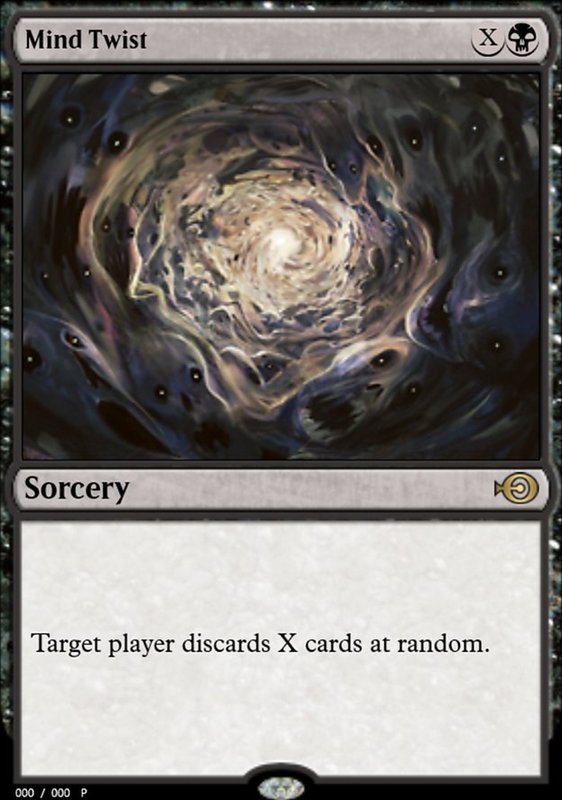 Mind Twist
X
Sorcery
Target player discards X cards at random.
000 / 000 P